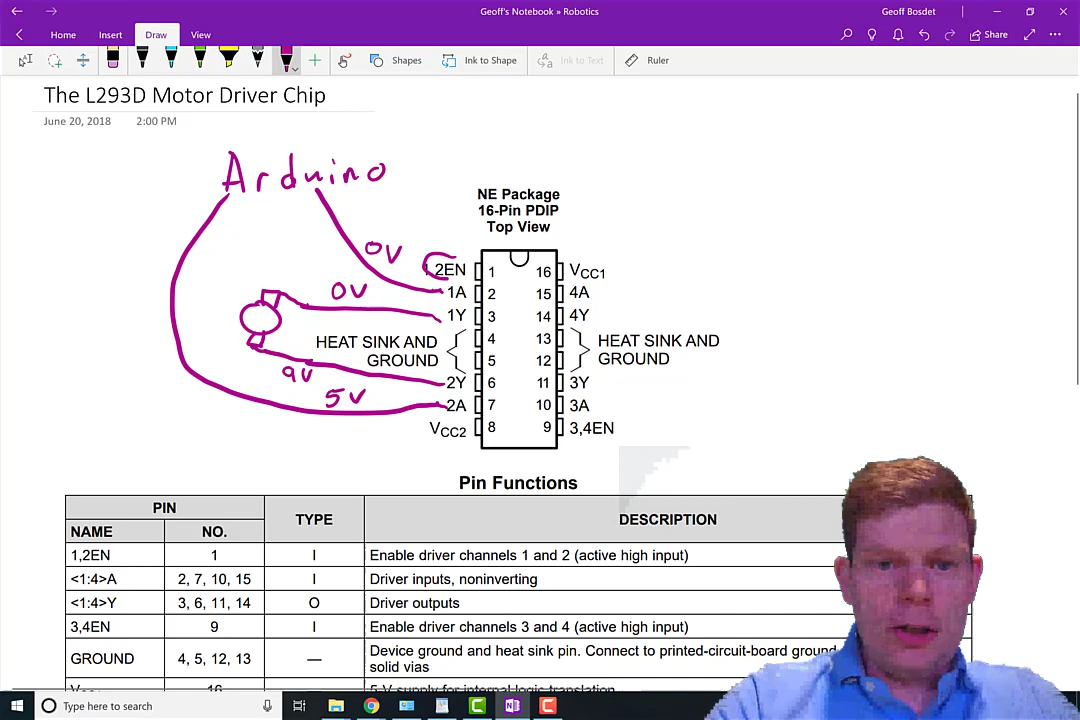 Geoff's Notebook » Robotics
Geoff Bosdet
Home Insert Draw View
Share
Shapes Ink to Shape Ink to Text Ruler
The L293D Motor Driver Chip
June 20, 2018 2:00 PM
Arduino
NE Package
16-Pin PDIP
Top View
0V
1,2EN 1 16 VCC1
1A 2 15 4A
0V
1Y 3 14 4Y
HEAT SINK AND GROUND 4 5 13 12 HEAT SINK AND GROUND
9V
2Y 6 11 3Y
5V
2A 7 10 3A
VCC2 8 9 3,4EN
Pin Functions
PIN TYPE DESCRIPTION
NAME NO.
1,2EN 1 I Enable driver channels 1 and 2 (active high input)
<1:4>A 2, 7, 10, 15 I Driver inputs, noninverting
<1:4>Y 3, 6, 11, 14 O Driver outputs
3,4EN 9 I Enable driver channels 3 and 4 (active high input)
GROUND 4, 5, 12, 13 — Device ground and heat sink pin. Connect to printed-circuit-board ground
solid vias
16 5-V supply for internal logic translation
Type here to search